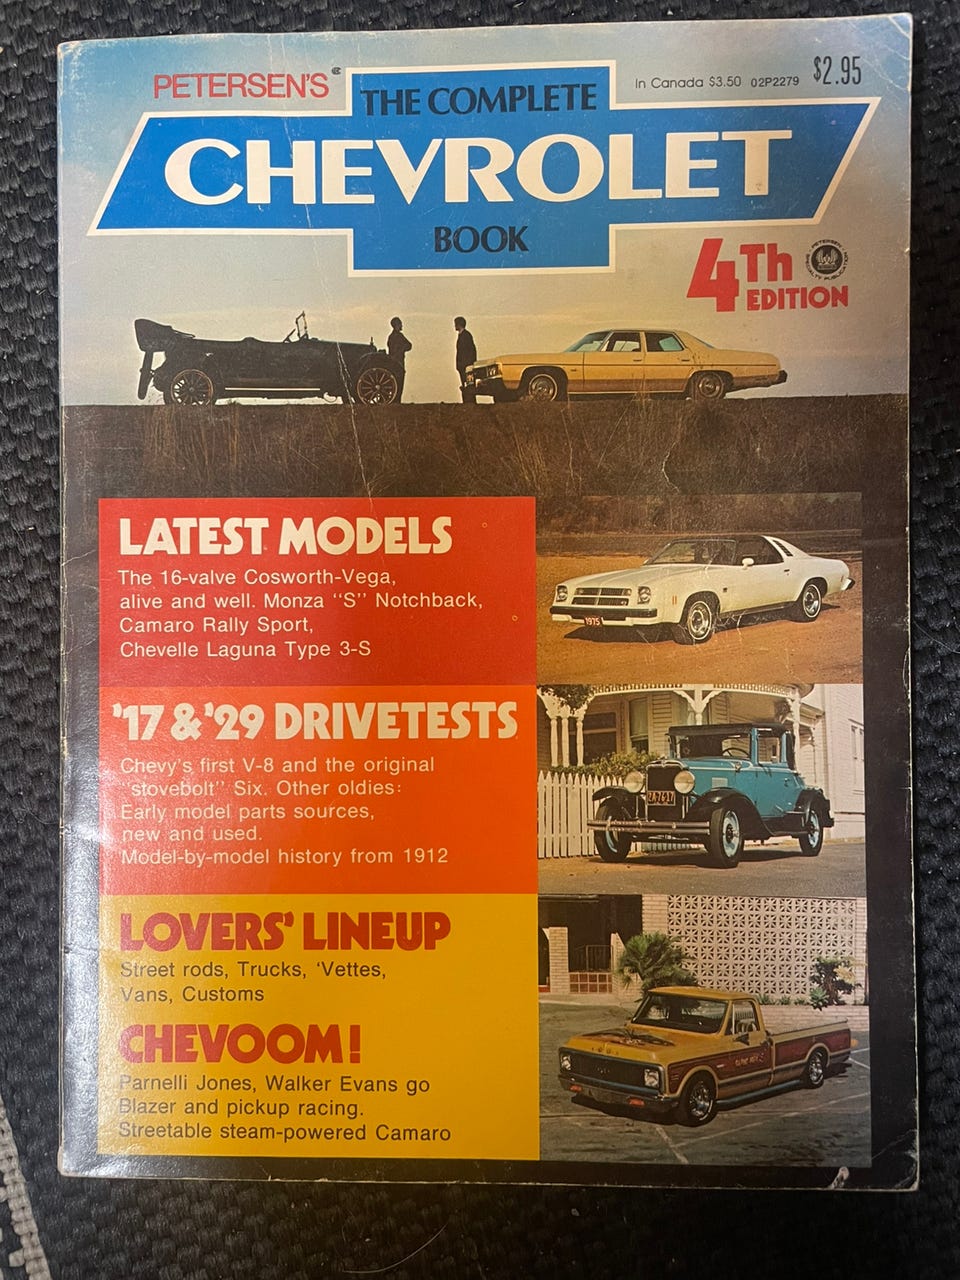 PETERSEN'S
THE COMPLETE
In Canada $3.50 02P2279 $2.95
CHEVROLET
BOOK
4Th
EDITION
LATEST MODELS
The 16-valve Cosworth-Vega,
alive and well. Monza "S" Notchback,
Camaro Rally Sport,
Chevelle Laguna Type 3-S
1975
'17 & '29 DRIVETESTS
Chevy's first V-8 and the original
"stovebolt" Six. Other oldies:
Early model parts sources,
new and used.
Model-by-model history from 1912
LOVERS' LINEUP
Street rods, Trucks, 'Vettes,
Vans, Customs
CHEVOOM!
Parnelli Jones, Walker Evans go
Blazer and pickup racing.
Streetable steam-powered Camaro